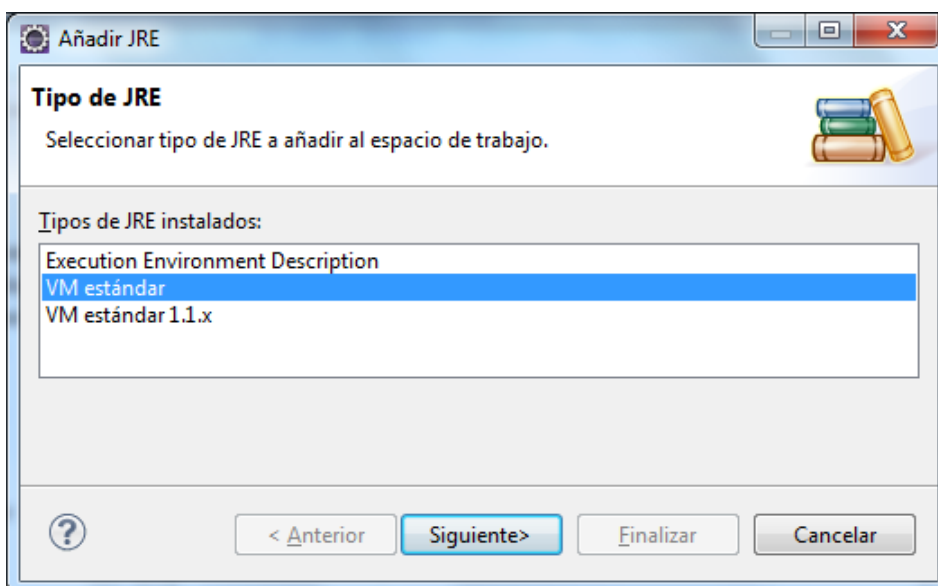 Añadir JRE
Tipo de JRE
Seleccionar tipo de JRE a añadir al espacio de trabajo.
Tipos de JRE instalados:
Execution Environment Description
VM estándar
VM estándar 1.1.x
? < Anterior Siguiente> Finalizar Cancelar